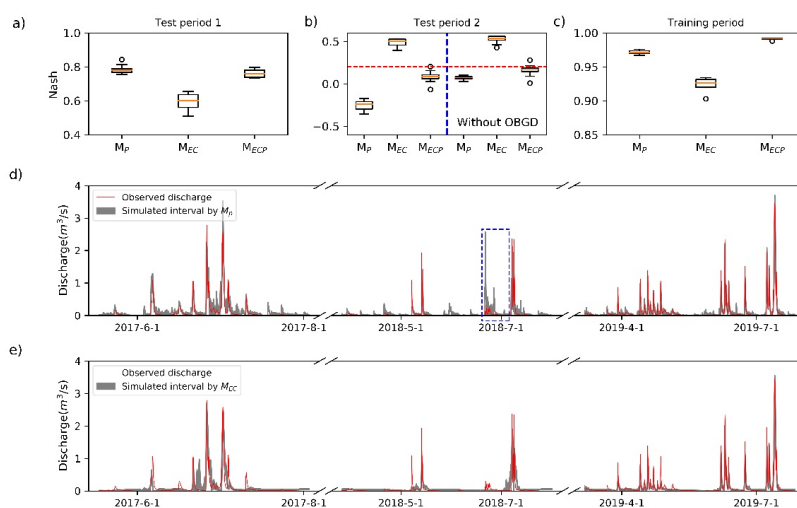 a)
Test period 1
b)
Test period 2
c)
Training period
Nash
1.0
0.8
0.6
0.4
0.5
0.0
−0.5
1.00
0.95
0.90
0.85
Without OBGD
M_P M_EC M_ECP
M_P M_EC M_ECP M_P M_EC M_ECP
M_P M_EC M_ECP
d)
Discharge(m³/s)
4
3
2
1
0
Observed discharge
Simulated interval by M_P
2017-6-1 2017-8-1 2018-5-1 2018-7-1 2019-4-1 2019-7-1
e)
Discharge(m³/s)
4
3
2
1
0
Observed discharge
Simulated interval by M_CC
2017-6-1 2017-8-1 2018-5-1 2018-7-1 2019-4-1 2019-7-1